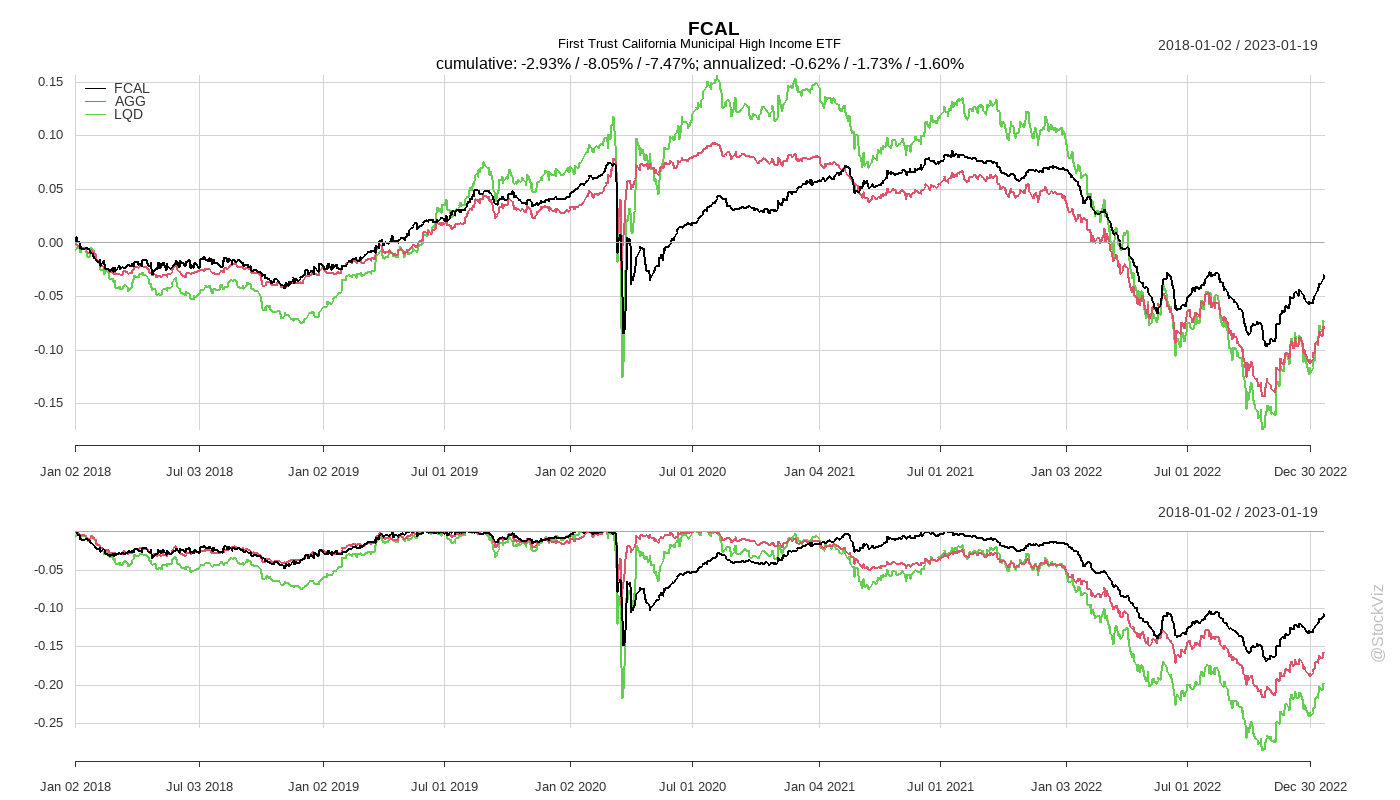 FCAL
First Trust California Municipal High Income ETF
2018-01-02 / 2023-01-19
cumulative: -2.93% / -8.05% / -7.47%; annualized: -0.62% / -1.73% / -1.60%
FCAL
AGG
LQD
0.15
0.10
0.05
0.00
-0.05
-0.10
-0.15
Jan 02 2018 Jul 03 2018 Jan 02 2019 Jul 01 2019 Jan 02 2020 Jul 01 2020 Jan 04 2021 Jul 01 2021 Jan 03 2022 Jul 01 2022 Dec 30 2022
2018-01-02 / 2023-01-19
-0.05
-0.10
-0.15
-0.20
-0.25
Jan 02 2018 Jul 03 2018 Jan 02 2019 Jul 01 2019 Jan 02 2020 Jul 01 2020 Jan 04 2021 Jul 01 2021 Jan 03 2022 Jul 01 2022 Dec 30 2022
@StockViz